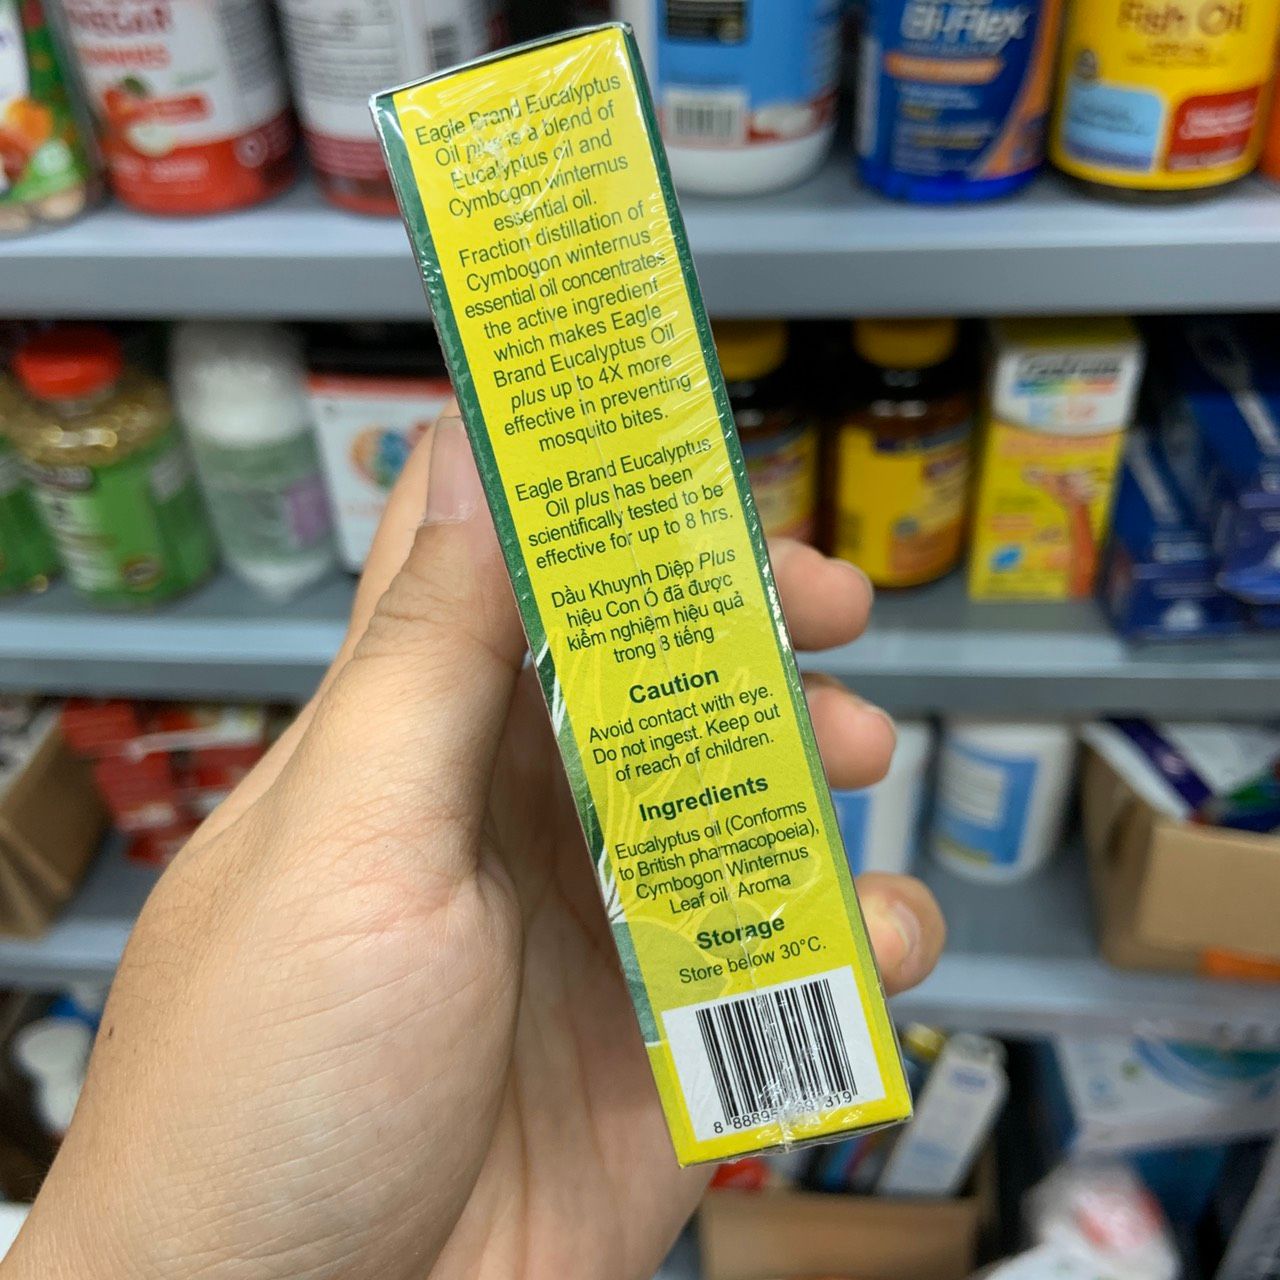 VINEGAR
GUMMIES
Bi-Flex
Fish Oil
Eagle Brand Eucalyptus
Oil plus is a blend of
Eucalyptus oil and
Cymbogon winternus
essential oil.
Fraction distillation of
Cymbogon winternus
essential oil concentrates
the active ingredient
which makes Eagle
Brand Eucalyptus Oil
plus up to 4X more
effective in preventing
mosquito bites.
Eagle Brand Eucalyptus
Oil plus has been
scientifically tested to be
effective for up to 8 hrs.
Dầu Khuynh Diệp Plus
hiệu Con Ó đã được
kiểm nghiệm hiệu quả
trong 8 tiếng
Caution
Avoid contact with eye.
Do not ingest. Keep out
of reach of children.
Ingredients
Eucalyptus oil (Conforms
to British pharmacopoeia),
Cymbogon Winternus
Leaf oil, Aroma
Storage
Store below 30°C.